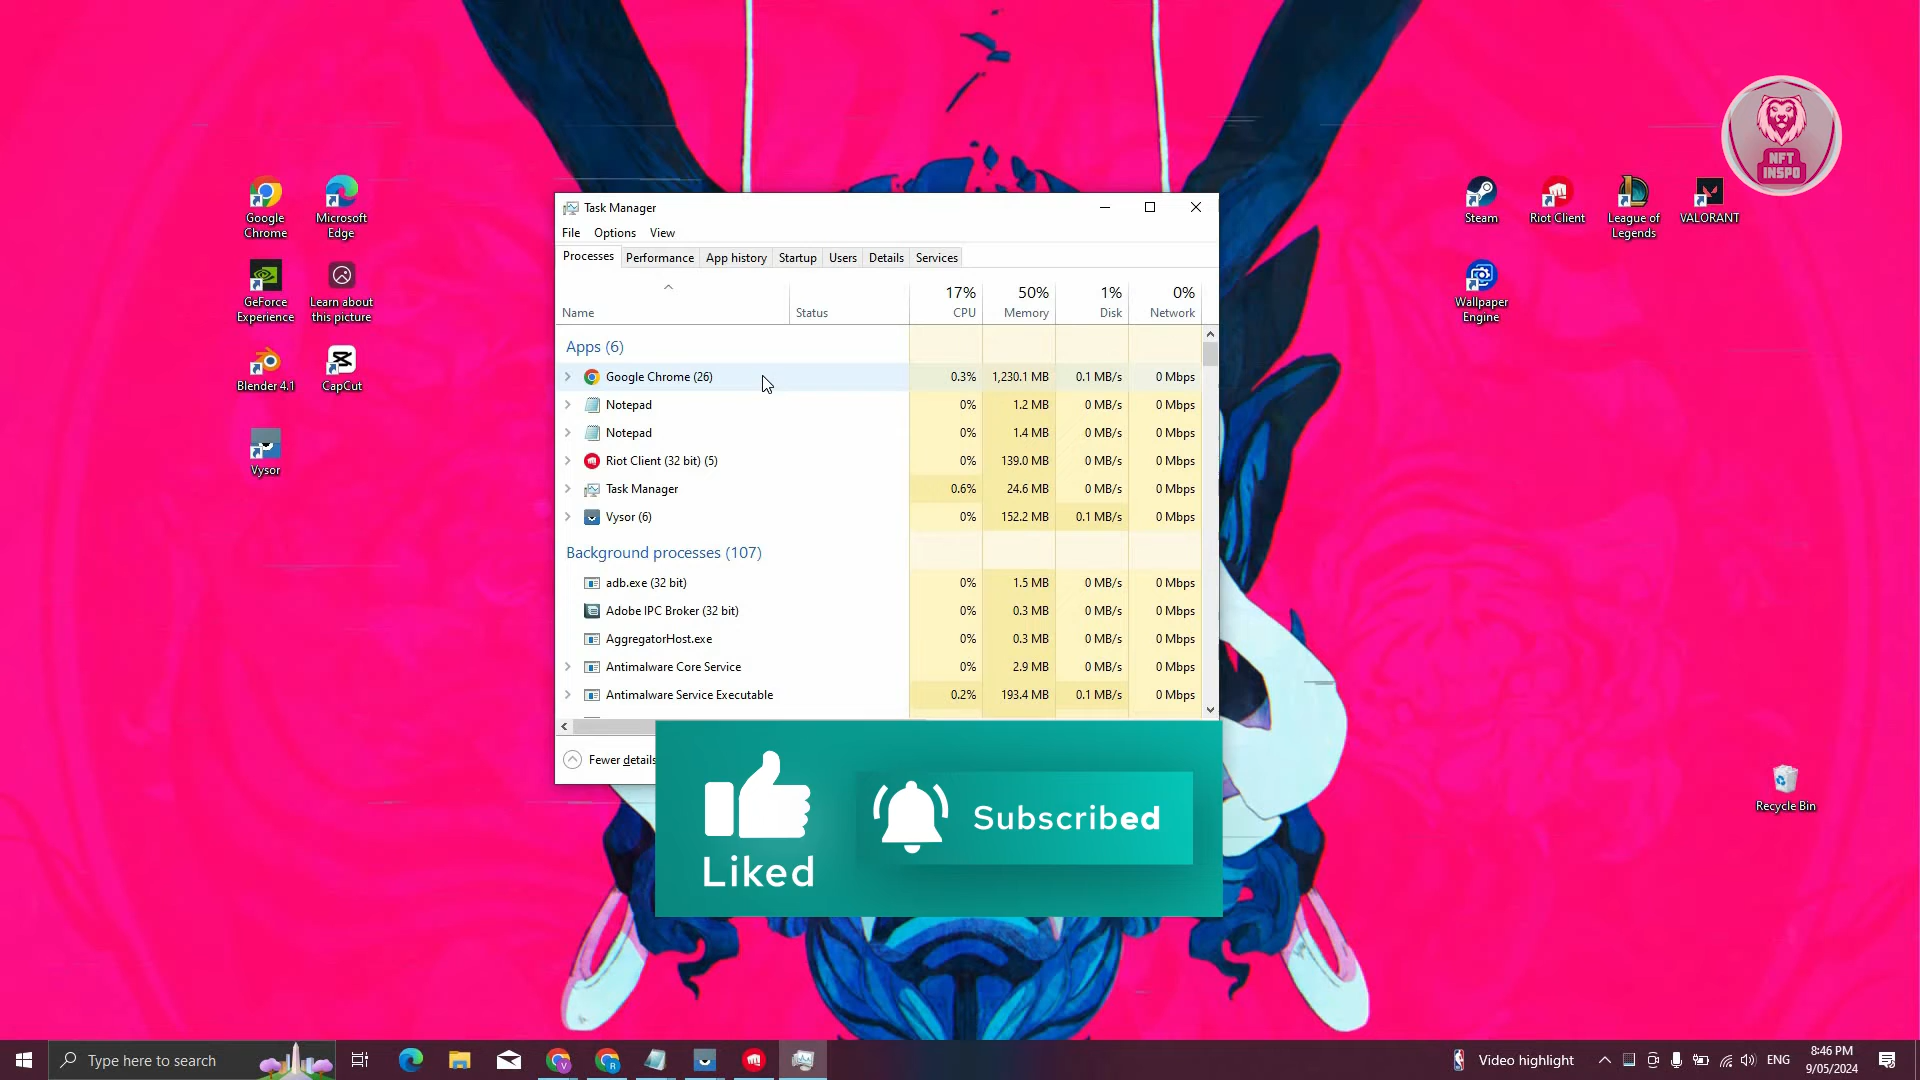 NFT
INSPO
Google
Chrome
Microsoft
Edge
GeForce
Experience
Learn about
this picture
Blender 4.1
CapCut
Vysor
Steam
Riot Client
League of
Legends
VALORANT
Wallpaper
Engine
Recycle Bin
Task Manager
File Options View
Processes Performance App history Startup Users Details Services
17% 50% 1% 0%
Name Status CPU Memory Disk Network
Apps (6)
Google Chrome (26) 0.3% 1,230.1 MB 0.1 MB/s 0 Mbps
Notepad 0% 1.2 MB 0 MB/s 0 Mbps
Notepad 0% 1.4 MB 0 MB/s 0 Mbps
Riot Client (32 bit) (5) 0% 139.0 MB 0 MB/s 0 Mbps
Task Manager 0.6% 24.6 MB 0 MB/s 0 Mbps
Vysor (6) 0% 152.2 MB 0.1 MB/s 0 Mbps
Background processes (107)
adb.exe (32 bit) 0% 1.5 MB 0 MB/s 0 Mbps
Adobe IPC Broker (32 bit) 0% 0.3 MB 0 MB/s 0 Mbps
AggregatorHost.exe 0% 0.3 MB 0 MB/s 0 Mbps
Antimalware Core Service 0% 2.9 MB 0 MB/s 0 Mbps
Antimalware Service Executable 0.2% 193.4 MB 0.1 MB/s 0 Mbps
Fewer details
Liked
Subscribed
Type here to search
Video highlight
ENG
8:46 PM
9/05/2024